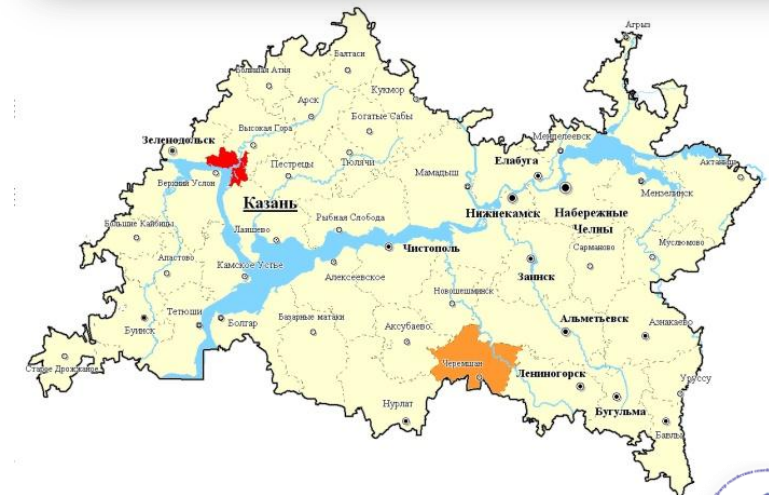 Агрыз
Балтаси
Большая Атня
Кукмор
Арск
Богатые Сабы
Высокая Гора
Зеленодольск
Менделеевск
Елабуга
Тюлячи
Пестрецы
Мамадыш
Актаныш
Верхний Услон
Мензелинск
Казань
Нижнекамск
Набережные
Челны
Рыбная Слобода
Большие Кайбицы
Лаишево
Чистополь
Сарманово
Муслюмово
Апастово
Камское Устье
Алексеевское
Заинск
Новошешминск
Тетюши
Болгар
Базарные матаки
Буинск
Аксубаево
Альметьевск
Азнакаево
Старое Дрожжаное
Черемшан
Лениногорск
Уруссу
Нурлат
Бугульма
Бавлы